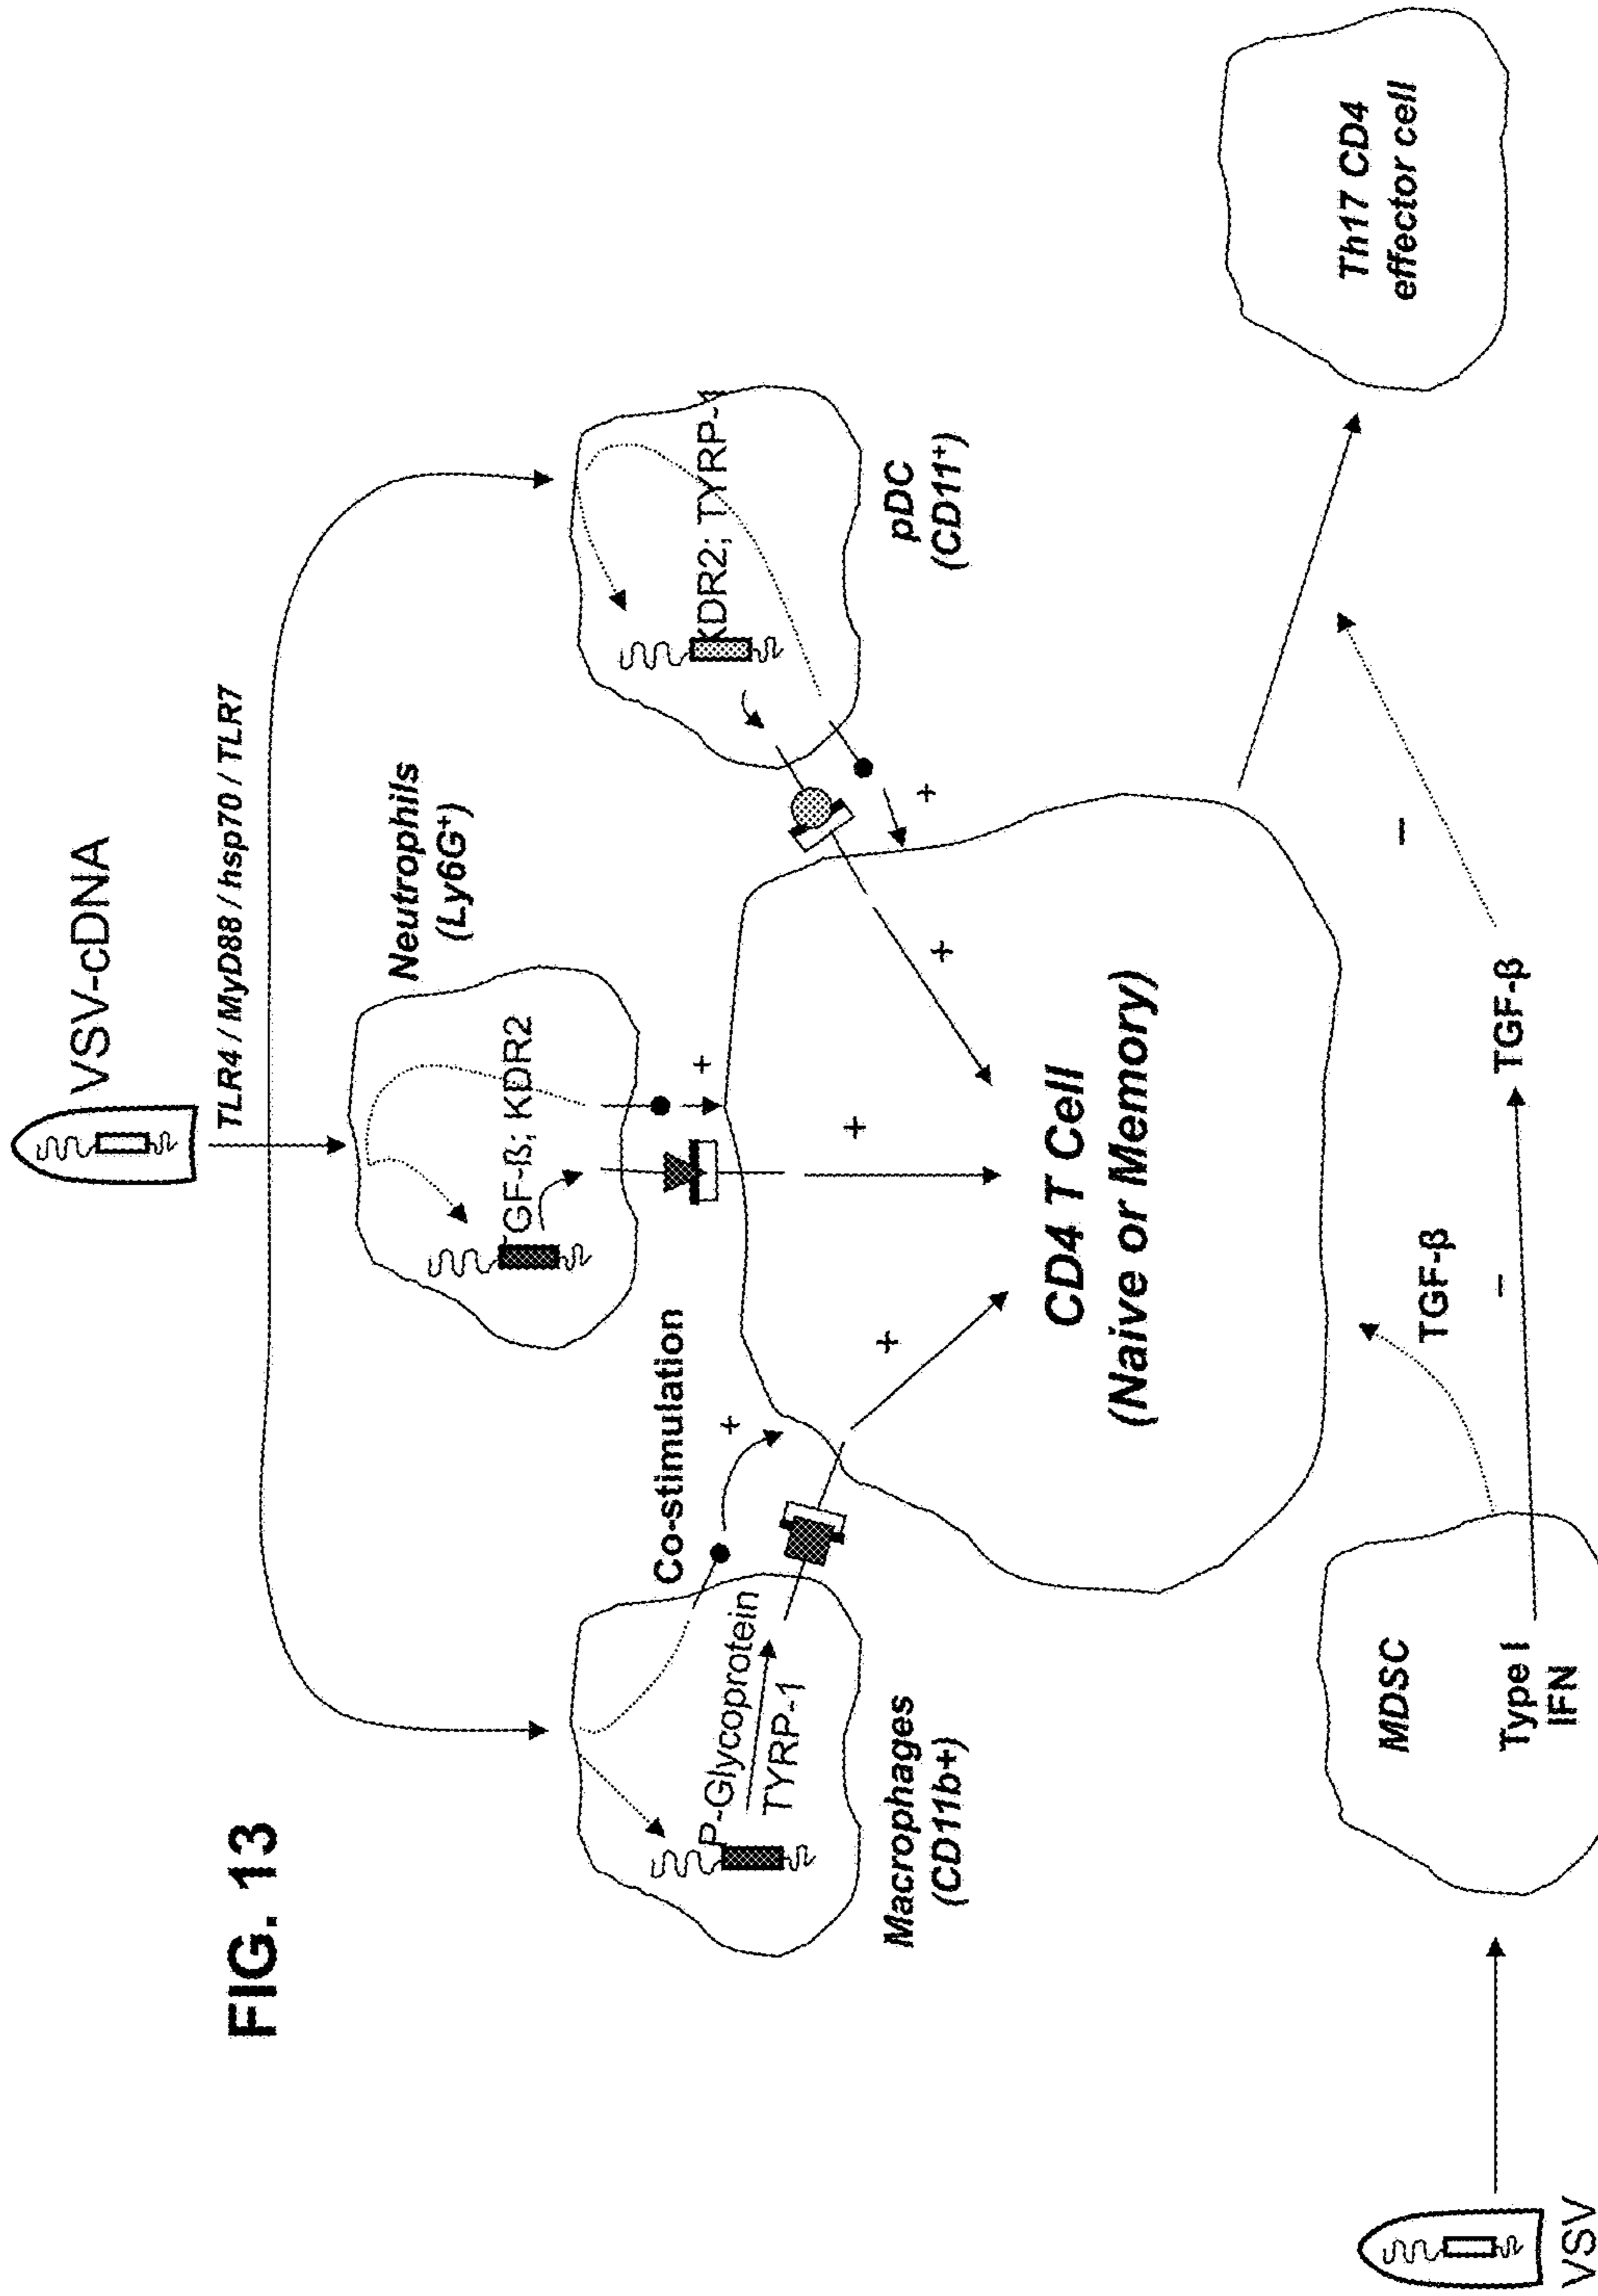 FIG. 13
VSV-cDNA
TLR4 / MyD88 / hsp70 / TLR7
Neutrophils
(Ly6G⁺)
TGF-ß; KDR2
Co-stimulation
+
+
P-Glycoprotein
TYRP-1
KDR2; TYRP-1
Macrophages
(CD11b+)
pDC
(CD11⁺)
+
+
+
+
CD4 T Cell
(Naive or Memory)
Th17 CD4
effector cell
MDSC
TGF-β
–
Type I
IFN
–
TGF-β
VSV